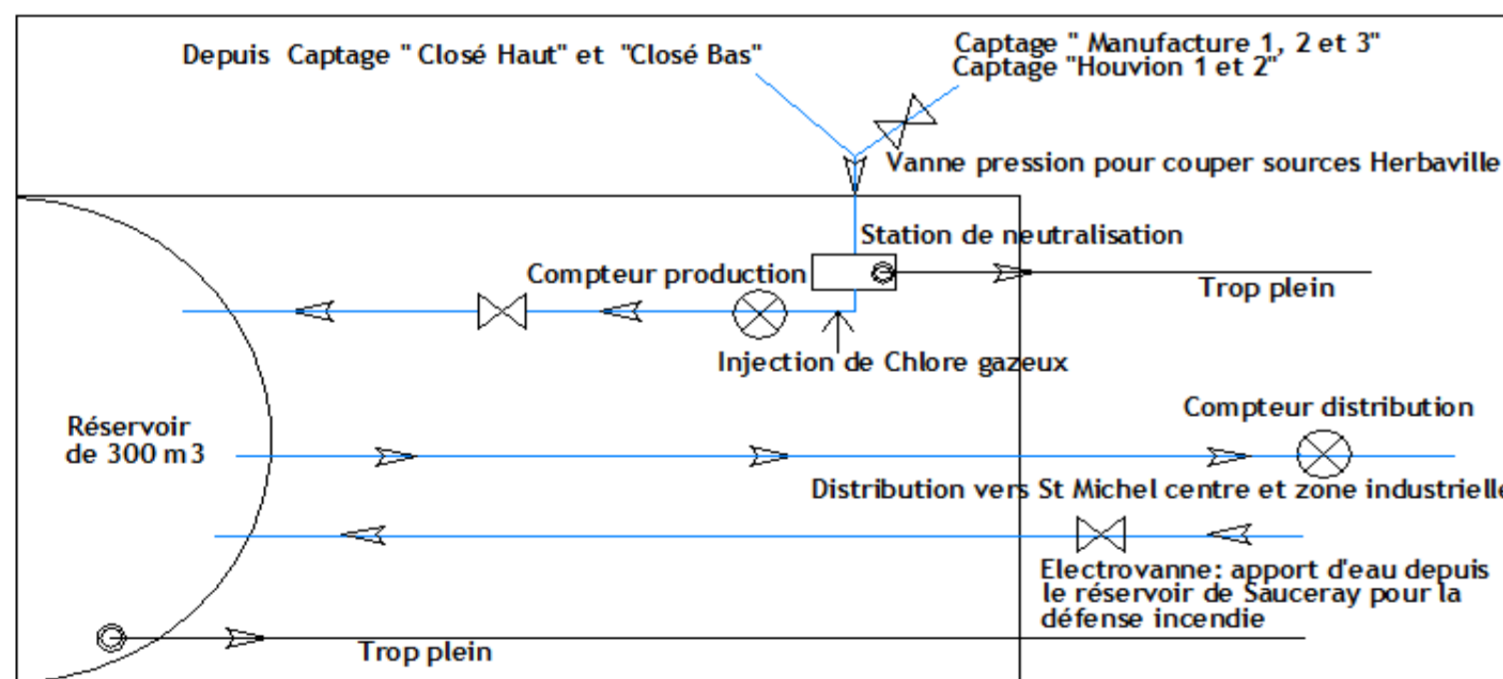 Depuis Captage " Closé Haut" et "Closé Bas"
Captage " Manufacture 1, 2 et 3"
Captage "Houvion 1 et 2"
Vanne pression pour couper sources Herbaville
Station de neutralisation
Compteur production
Trop plein
Injection de Chlore gazeux
Compteur distribution
Réservoir
de 300 m3
Distribution vers St Michel centre et zone industrielle
Electrovanne: apport d'eau depuis
le réservoir de Sauceray pour la
défense incendie
Trop plein